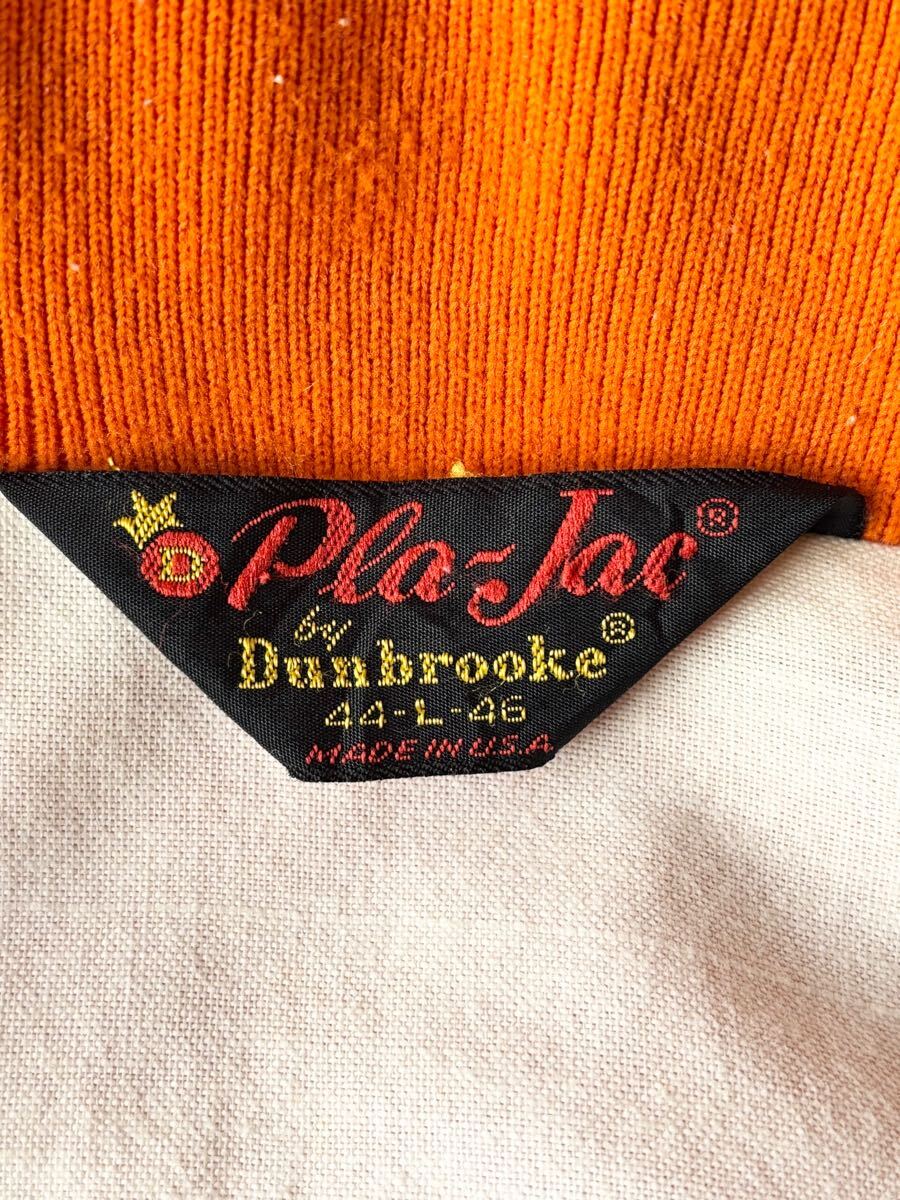 D Pla-Jac®
by
Dunbrooke®
44-L-46
MADE IN U.S.A